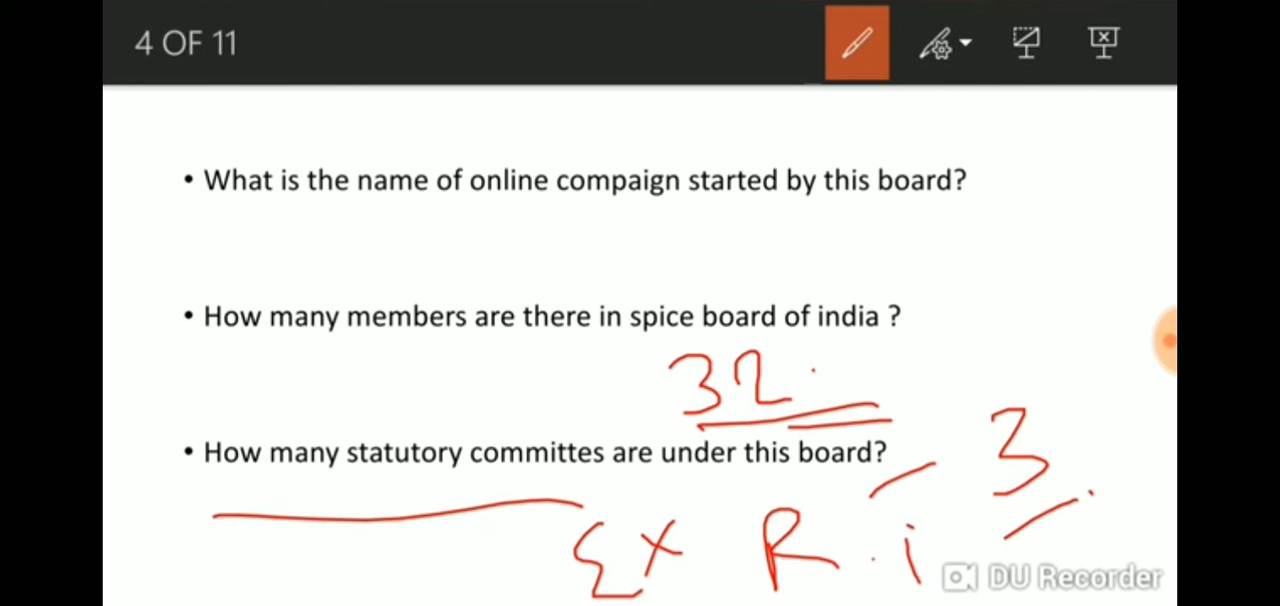 4 OF 11
• What is the name of online compaign started by this board?
• How many members are there in spice board of india ?
32
• How many statutory committes are under this board?
3
Ex R. i
DU Recorder